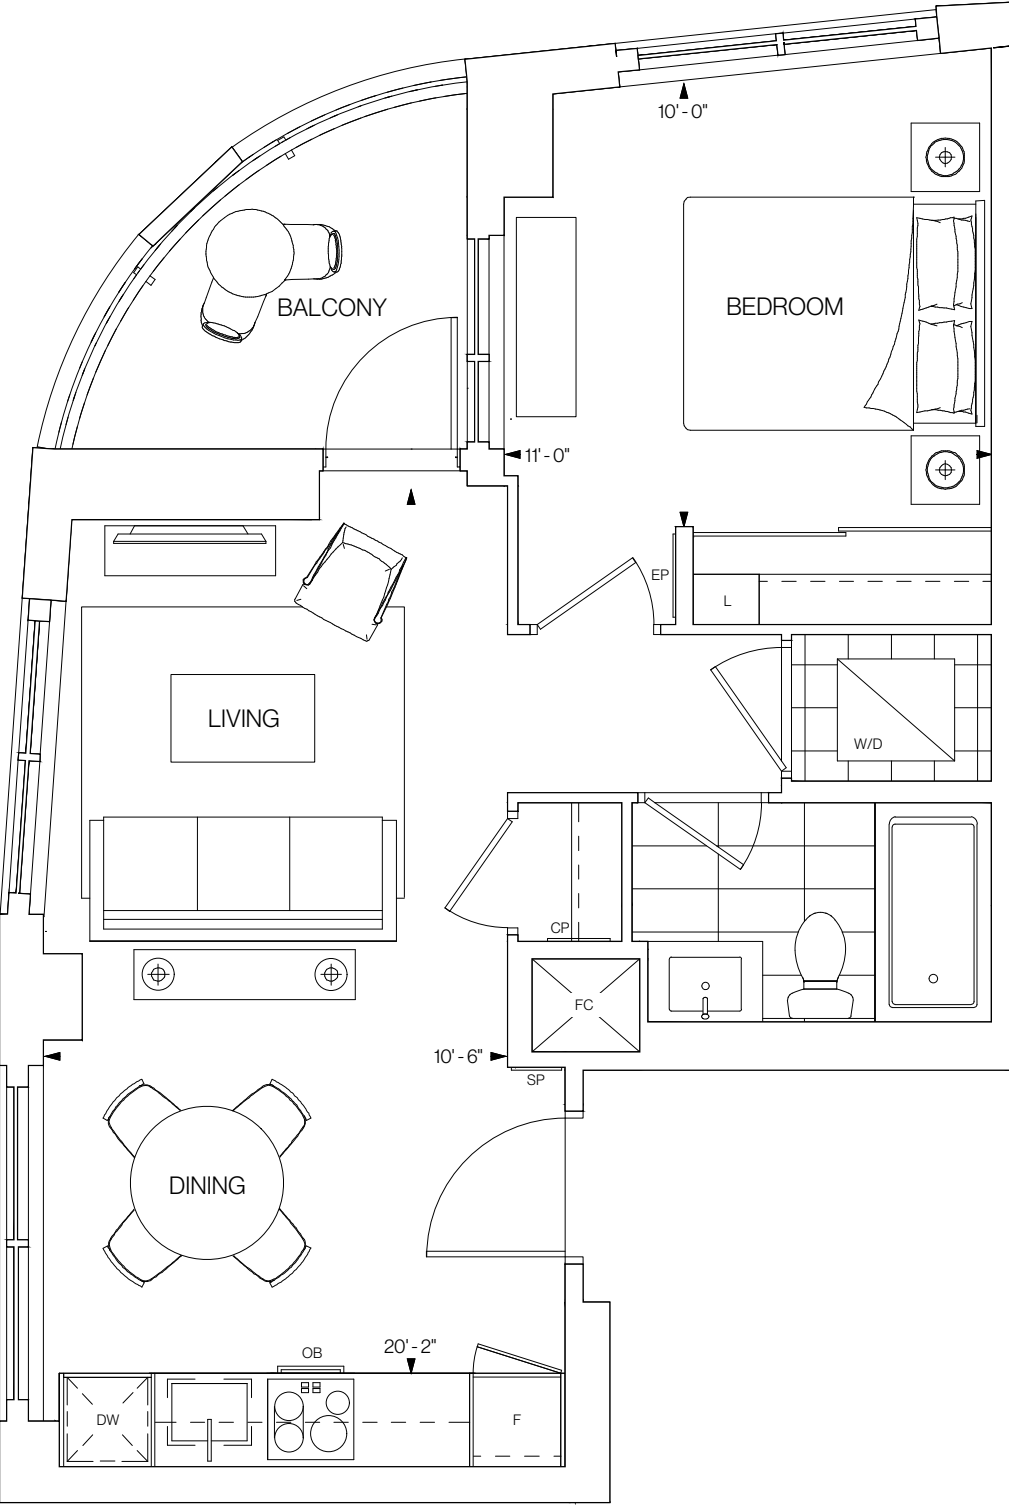 10'-0"
BALCONY
BEDROOM
11'-0"
EP
L
LIVING
W/D
CP
FC
10'-6"
SP
DINING
20'-2"
OB
DW
F